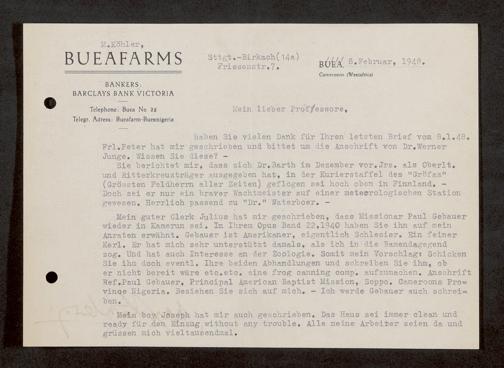 M.Köhler,
BUEAFARMS
BANKERS:
BARCLAYS BANK VICTORIA
Telephone: Buea No 22
Telegr. Adress: Bueafarm-Bueanigeria
Sttgt.-Birkach(14a)
Friesenstr.7.
BUEA, 8.Februar, 1948.
Cameroons (Westafrica)
Mein lieber Professore,
haben Sie vielen Dank für Ihren letzten Brief vom 8.1.48.
Frl.Peter hat mir geschrieben und bittet um die Anschrift von Dr.Werner
Junge. Wissen Sie diese? -
Sie berichtet mir, dass sich Dr.Barth im Dezember vor.Jrs. als Oberlt.
und Ritterkreuzträger ausgegeben hat, in der Kurierstaffel des "Gröfaz"
(Grössten Feldherrn aller Zeiten) geflogen sei hoch oben in Finnland. -
Doch sei er nur ein braver Wachtmeister auf einer meteorologischen Station
gewesen. Herrlich passend zu "Dr." Waterboer. -
Mein guter Clerk Julius hat mir geschrieben, dass Missionar Paul Gebauer
wieder in Kamerun sei. In Ihrem Opus Band 22,1940 haben Sie ihn auf mein
Anraten erwähnt. Gebauer ist Amerikaner, eigentlich Schlesier. Ein feiner
Kerl. Er hat mich sehr unterstützt damals, als ich in die Bamendagegend
zog. Und hat auch Interesse an der Zoologie. Somit mein Vorschlag: Schicken
Sie ihm doch eventl. Ihre beiden Abhandlungen und schreiben Sie ihm, ob
er nicht bereit wäre etc.etc. eine frog canning comp. aufzumachen. Anschrift
Ref.Paul Gebauer, Principal American Baptist Mission, Soppo. Cameroons Pro-
vince Nigeria. Beziehen Sie sich auf mich. - Ich werde Gebauer auch schrei-
ben.
Mein boy Joseph hat mir auch geschrieben. Das Haus sei immer clean und
ready für den Einzug without any trouble. Alle meine Arbeiter seien da und
grüssen mich vieltausendmal.